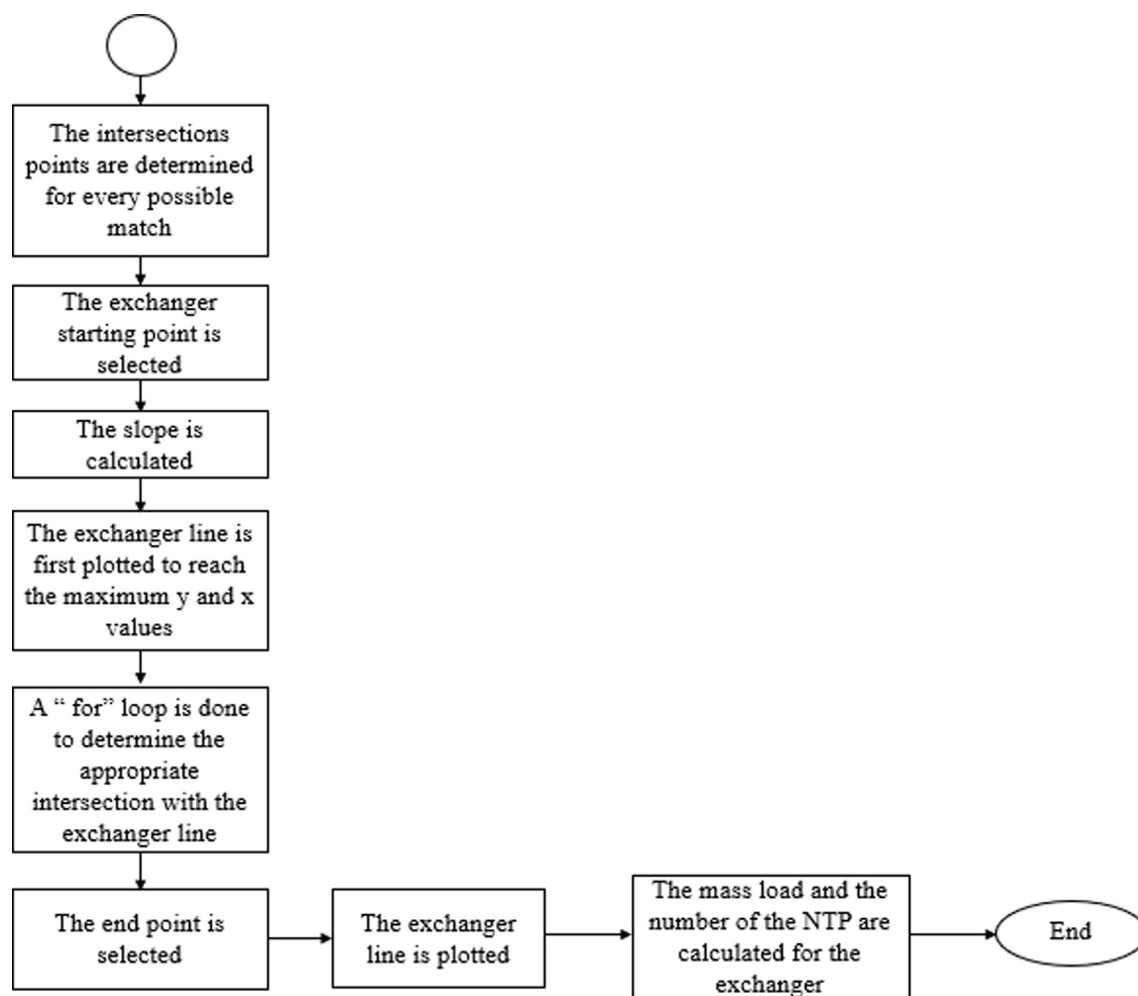 The intersections
points are determined
for every possible
match
The exchanger
starting point is
selected
The slope is
calculated
The exchanger line is
first plotted to reach
the maximum y and x
values
A “ for” loop is done
to determine the
appropriate
intersection with the
exchanger line
The end point is
selected
The exchanger
line is plotted
The mass load and the
number of the NTP are
calculated for the
exchanger
End